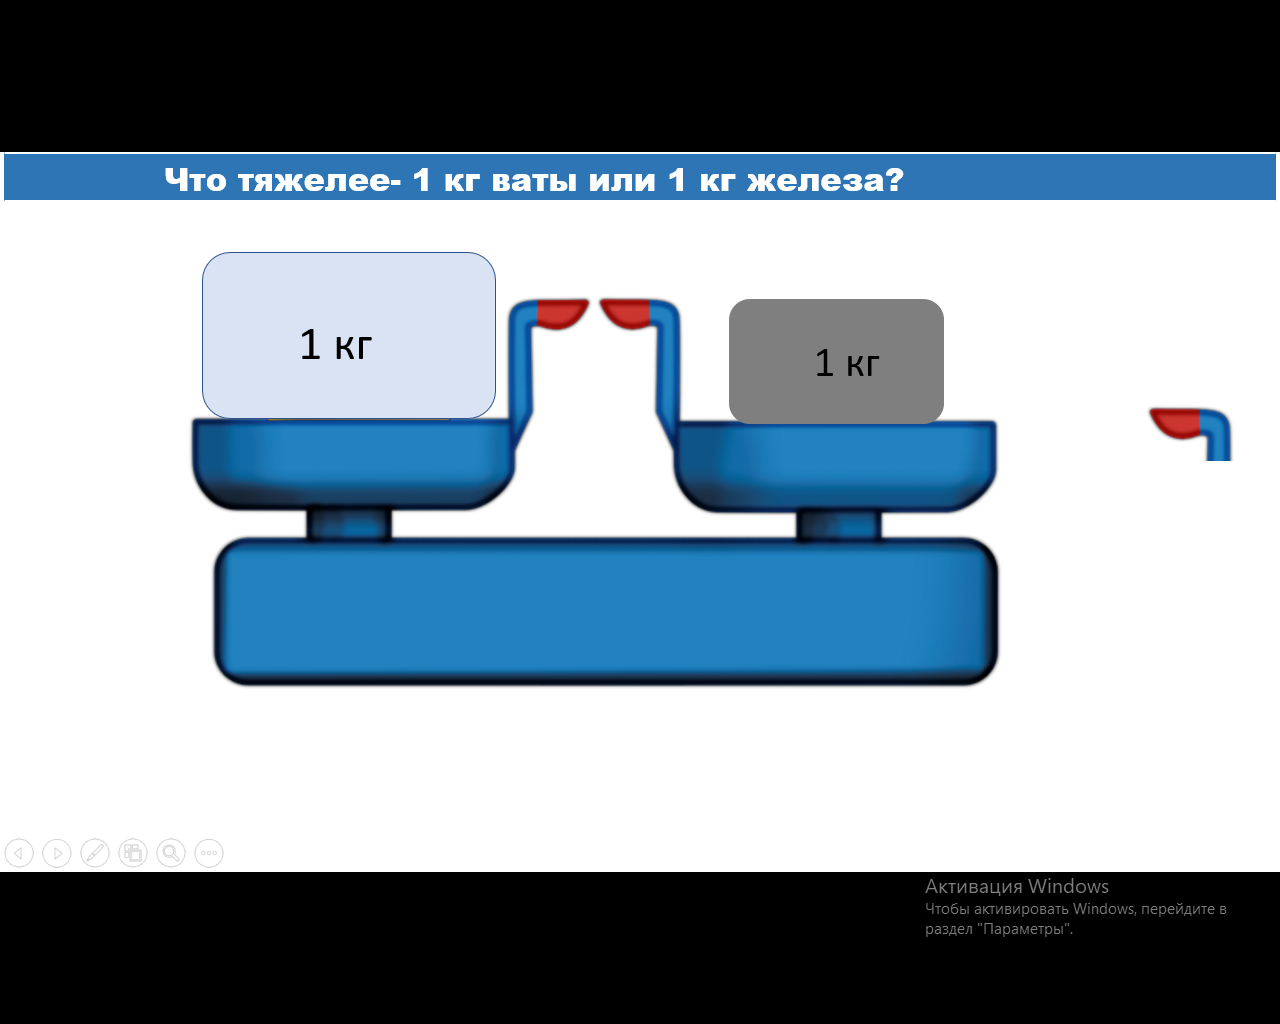 Что тяжелее- 1 кг ваты или 1 кг железа?
1 кг
1 кг
Активация Windows
Чтобы активировать Windows, перейдите в
раздел "Параметры".